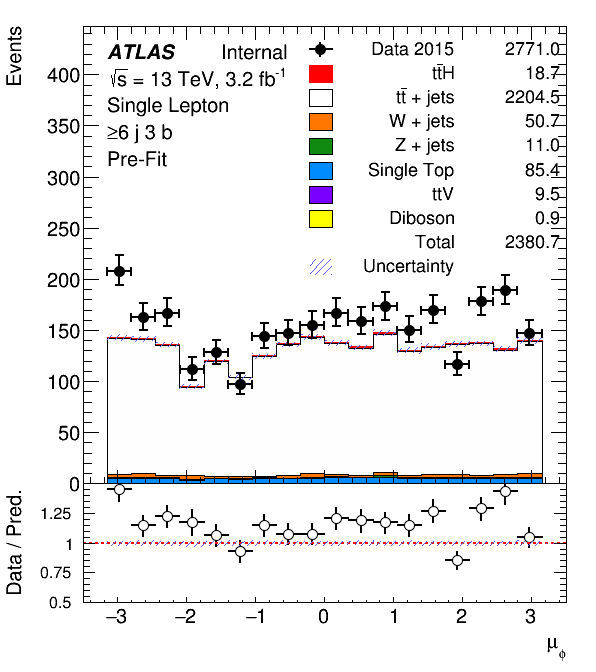 Events
ATLAS Internal
√s = 13 TeV, 3.2 fb⁻¹
Single Lepton
≥6 j 3 b
Pre-Fit
Data 2015 2771.0
tt̄H 18.7
tt̄ + jets 2204.5
W + jets 50.7
Z + jets 11.0
Single Top 85.4
ttV 9.5
Diboson 0.9
Total 2380.7
Uncertainty
400
350
300
250
200
150
100
50
0
Data / Pred.
1.25
1
0.75
0.5
−3 −2 −1 0 1 2 3
μ_ϕ